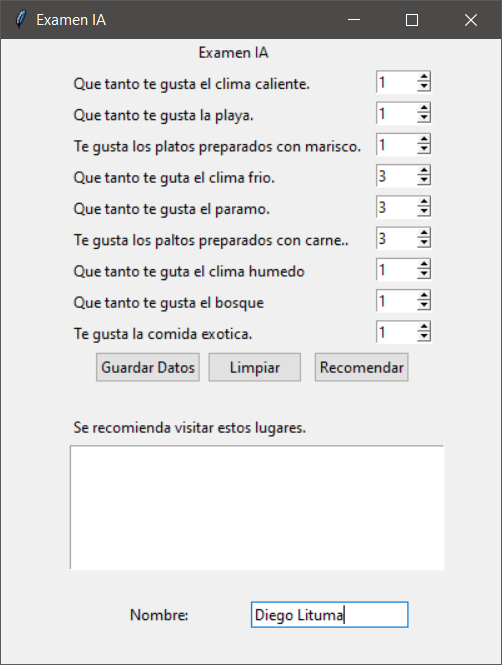 Examen IA
Examen IA
Que tanto te gusta el clima caliente. 1
Que tanto te gusta la playa. 1
Te gusta los platos preparados con marisco. 1
Que tanto te guta el clima frio. 3
Que tanto te gusta el paramo. 3
Te gusta los paltos preparados con carne.. 3
Que tanto te guta el clima humedo 1
Que tanto te gusta el bosque 1
Te gusta la comida exotica. 1
Guardar Datos Limpiar Recomendar
Se recomienda visitar estos lugares.
Nombre: Diego Lituma